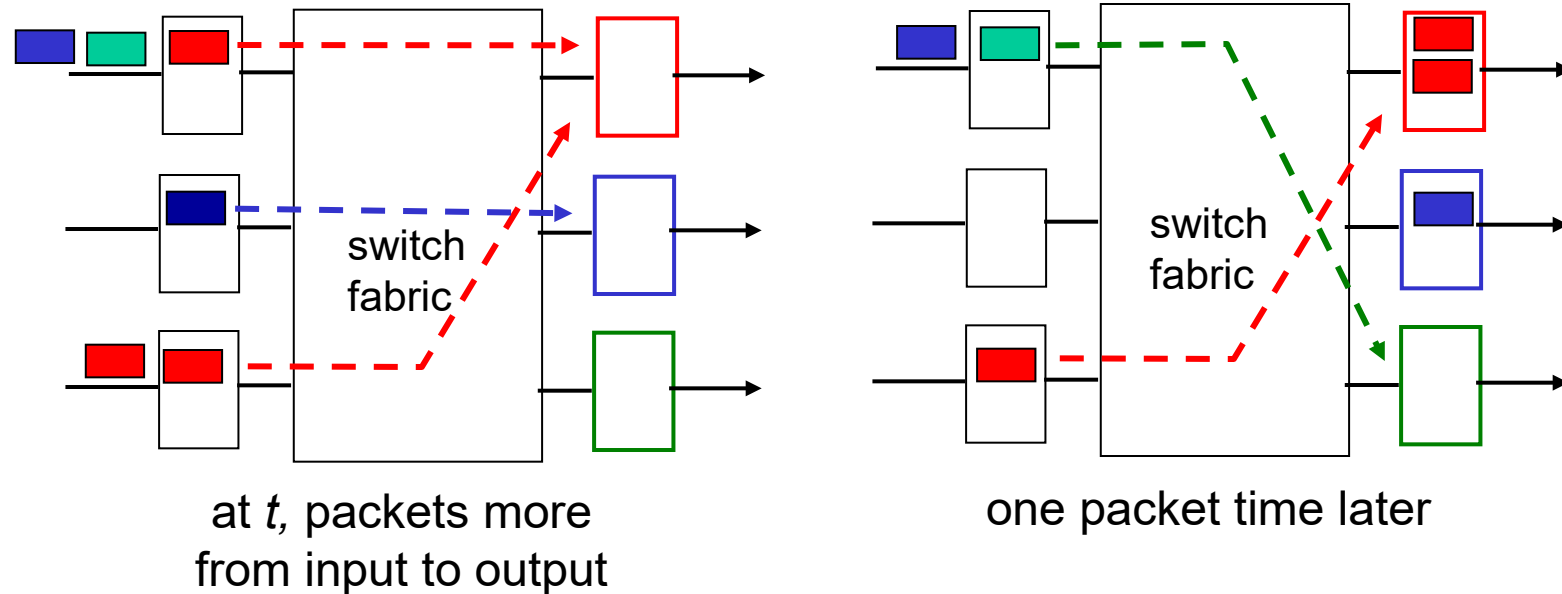 switch
fabric
switch
fabric
at t, packets more
from input to output
one packet time later